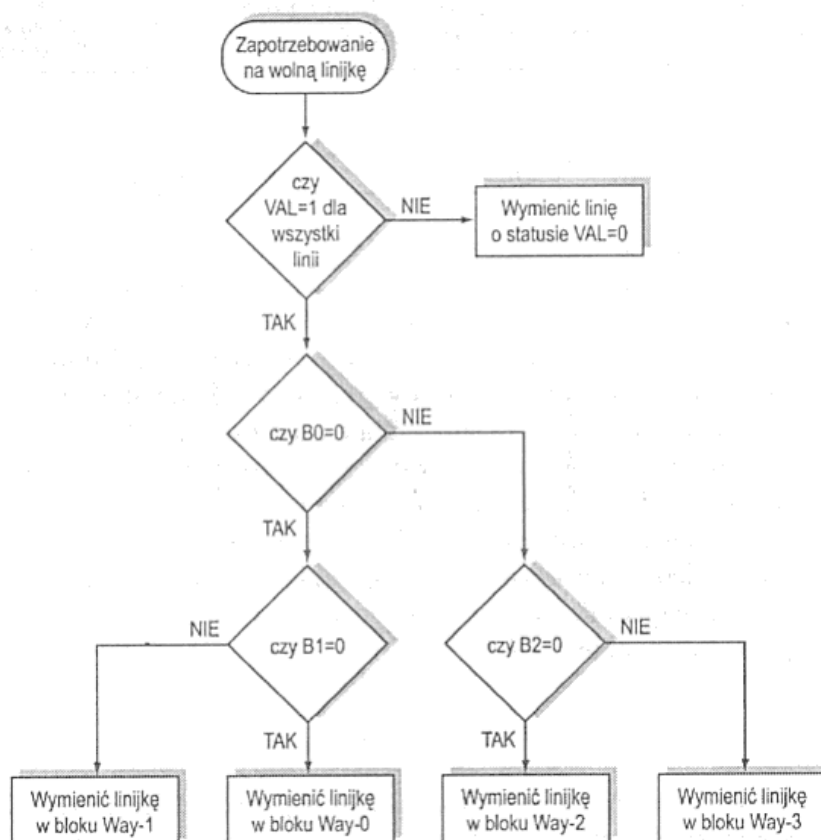 Zapotrzebowanie
na wolną linijkę
czy
VAL=1 dla
wszystki
linii
NIE
Wymienić linię
o statusie VAL=0
TAK
czy B0=0
NIE
TAK
czy B1=0
NIE
czy B2=0
NIE
TAK
TAK
Wymienić linijkę
w bloku Way-1
Wymienić linijkę
w bloku Way-0
Wymienić linijkę
w bloku Way-2
Wymienić linijkę
w bloku Way-3